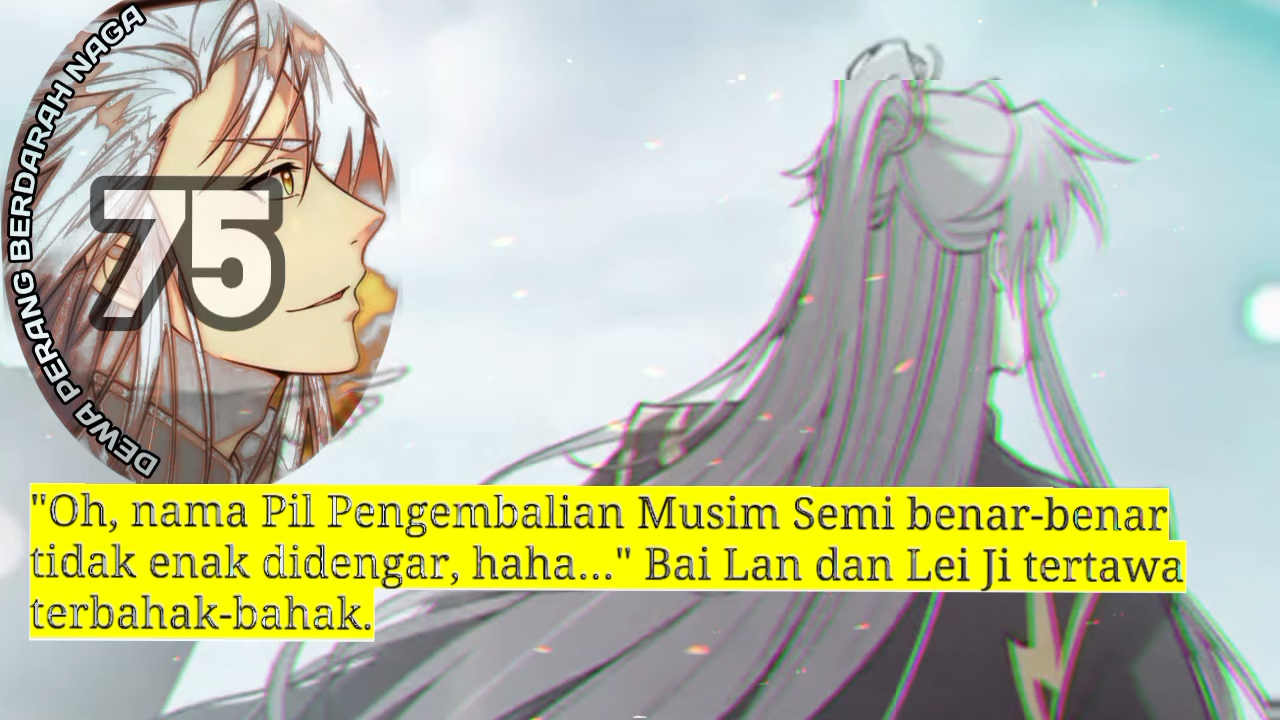 DEWA PERANG BERDARAH NAGA
75
"Oh, nama Pil Pengembalian Musim Semi benar-benar
tidak enak didengar, haha..." Bai Lan dan Lei Ji tertawa
terbahak-bahak.